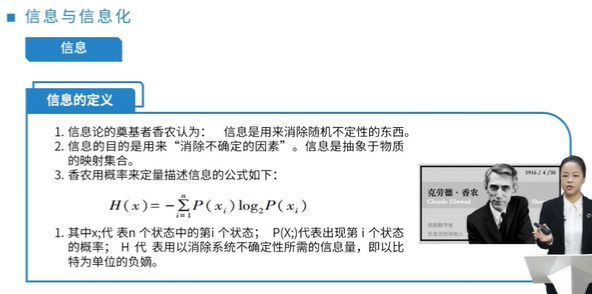 信息与信息化
信息
信息的定义
1. 信息论的奠基者香农认为： 信息是用来消除随机不定性的东西。
2. 信息的目的是用来“消除不确定的因素”。信息是抽象于物质
的映射集合。
3. 香农用概率来定量描述信息的公式如下：
H(x)=-∑P(x_i)log₂P(x_i)
n
i=1
1. 其中xᵢ代 表n 个状态中的第i 个状态； P(Xᵢ)代表出现第 i 个状态
的概率； H 代 表用以消除系统不确定性所需的信息量，即以比
特为单位的负熵。
1916 / 4 /30
克劳德·香农
Claude Elwood
Sha